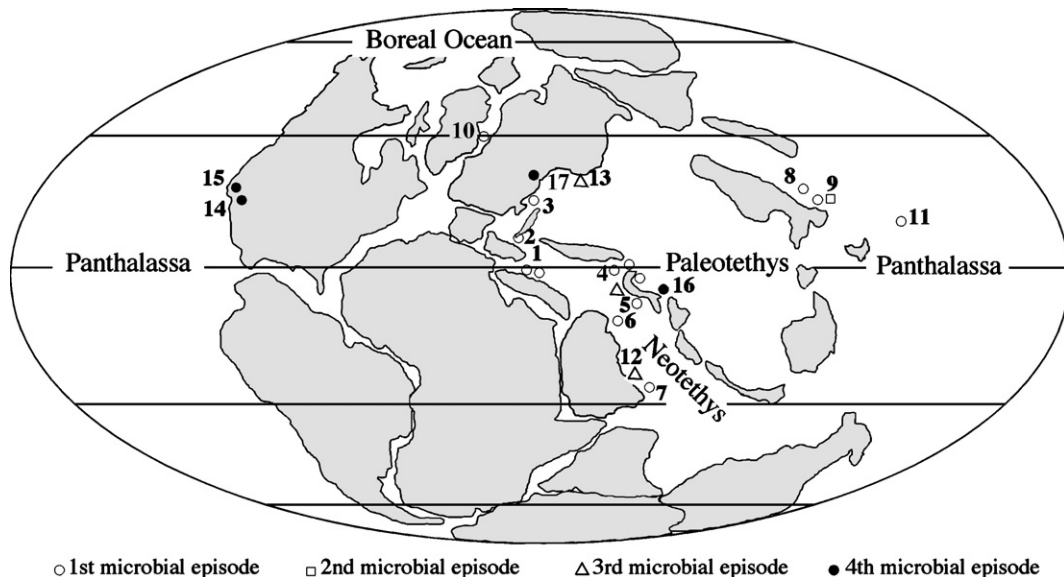 Boreal Ocean
10
15
14
17 13
3
8 9
11
2
1
Panthalassa
4
Paleotethys
Panthalassa
16
5
6
Neotethys
12
7
1st microbial episode 2nd microbial episode 3rd microbial episode 4th microbial episode